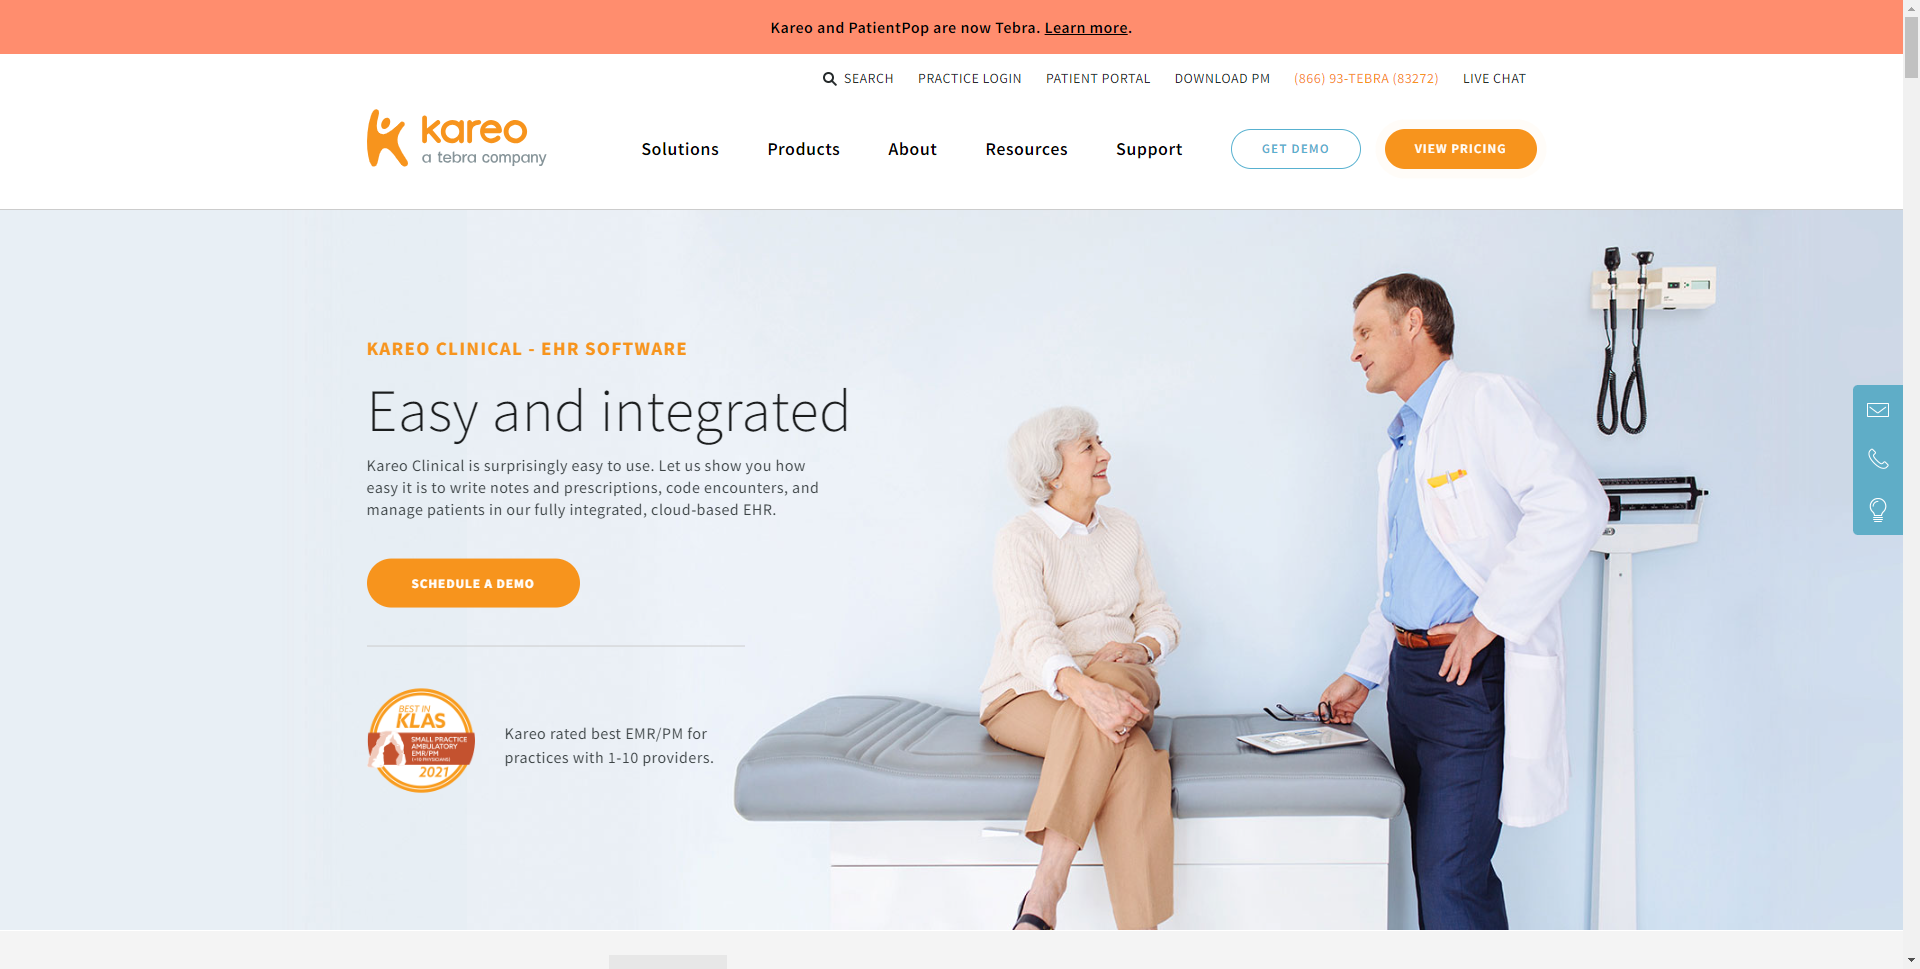 Kareo and PatientPop are now Tebra. Learn more.
SEARCH PRACTICE LOGIN PATIENT PORTAL DOWNLOAD PM (866) 93-TEBRA (83272) LIVE CHAT
kareo
a tebra company
Solutions Products About Resources Support GET DEMO VIEW PRICING
KAREO CLINICAL - EHR SOFTWARE
Easy and integrated
Kareo Clinical is surprisingly easy to use. Let us show you how
easy it is to write notes and prescriptions, code encounters, and
manage patients in our fully integrated, cloud-based EHR.
SCHEDULE A DEMO
BEST IN
KLAS
SMALL PRACTICE
AMBULATORY
EMR/PM
(<10 PHYSICIANS)
2021
Kareo rated best EMR/PM for
practices with 1-10 providers.